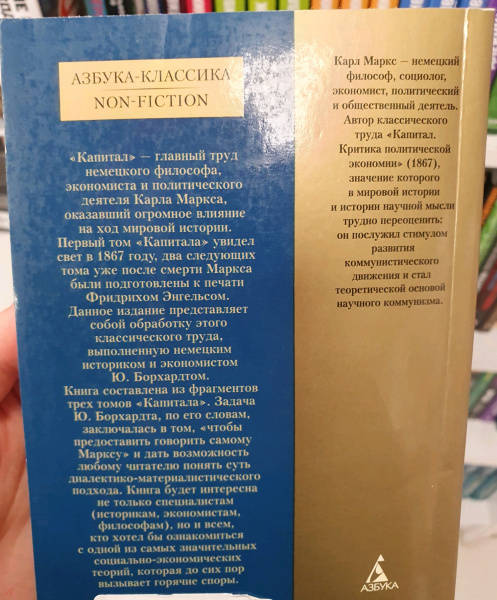 АЗБУКА-КЛАССИКА
NON-FICTION
«Капитал» — главный труд
немецкого философа,
экономиста и политического
деятеля Карла Маркса,
оказавший огромное влияние
на ход мировой истории.
Первый том «Капитала» увидел
свет в 1867 году, два следующих
тома уже после смерти Маркса
были подготовлены к печати
Фридрихом Энгельсом.
Данное издание представляет
собой обработку этого
классического труда,
выполненную немецким
историком и экономистом
Ю. Борхардтом.
Книга составлена из фрагментов
трех томов «Капитала». Задача
Ю. Борхардта, по его словам,
заключалась в том, «чтобы
предоставить говорить самому
Марксу» и дать возможность
любому читателю понять суть
диалектико-материалистического
подхода. Книга будет интересна
не только специалистам
(историкам, экономистам,
философам), но и всем,
кто хотел бы ознакомиться
с одной из самых значительных
социально-экономических
теорий, которая до сих пор
вызывает горячие споры.
Карл Маркс – немецкий
философ, социолог,
экономист, политический
и общественный деятель.
Автор классического
труда «Капитал.
Критика политической
экономии» (1867),
значение которого
в мировой истории
и истории научной мысли
трудно переоценить:
он послужил стимулом
развития
коммунистического
движения и стал
теоретической основой
научного коммунизма.
АЗБУКА